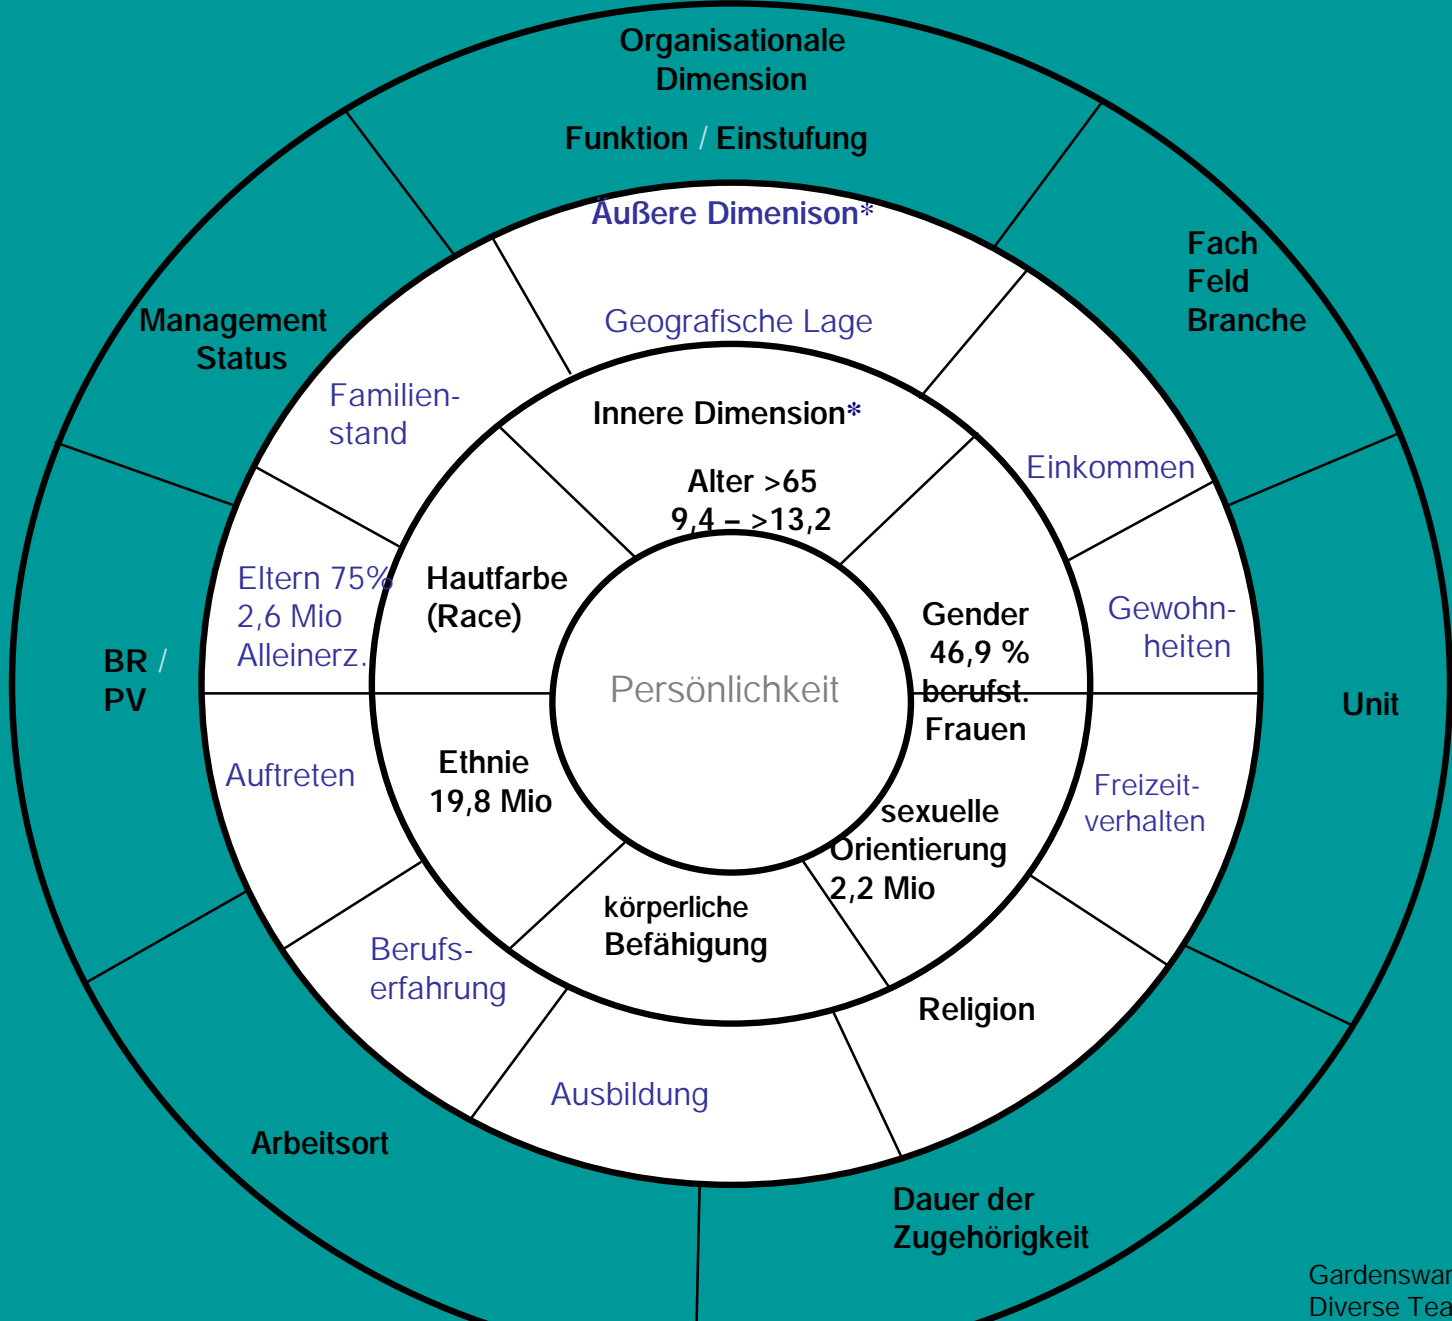 Organisationale
Dimension
Funktion / Einstufung
Äußere Dimenison*
Geografische Lage
Fach
Feld
Branche
Management
Status
Familien-
stand
Innere Dimension*
Alter >65
9,4 – >13,2
Einkommen
Eltern 75%
2,6 Mio
Alleinerz.
Hautfarbe
(Race)
Gender
46,9 %
berufst.
Frauen
Gewohn-
heiten
BR /
PV
Persönlichkeit
Unit
Auftreten
Ethnie
19,8 Mio
sexuelle
Orientierung
2,2 Mio
Freizeit-
verhalten
körperliche
Befähigung
Berufs-
erfahrung
Religion
Ausbildung
Arbeitsort
Dauer der
Zugehörigkeit
Diverse